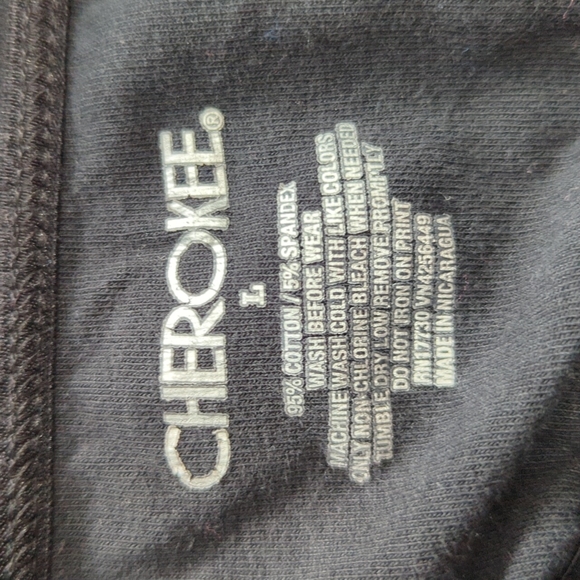 CHEROKEE®
L
95% COTTON / 5% SPANDEX
WASH BEFORE WEAR
MACHINE WASH COLD WITH LIKE COLORS
ONLY NON-CHLORINE BLEACH WHEN NEEDED
TUMBLE DRY LOW REMOVE PROMPTLY
DO NOT IRON ON PRINT
VN4256449
MADE IN NICARAGUA